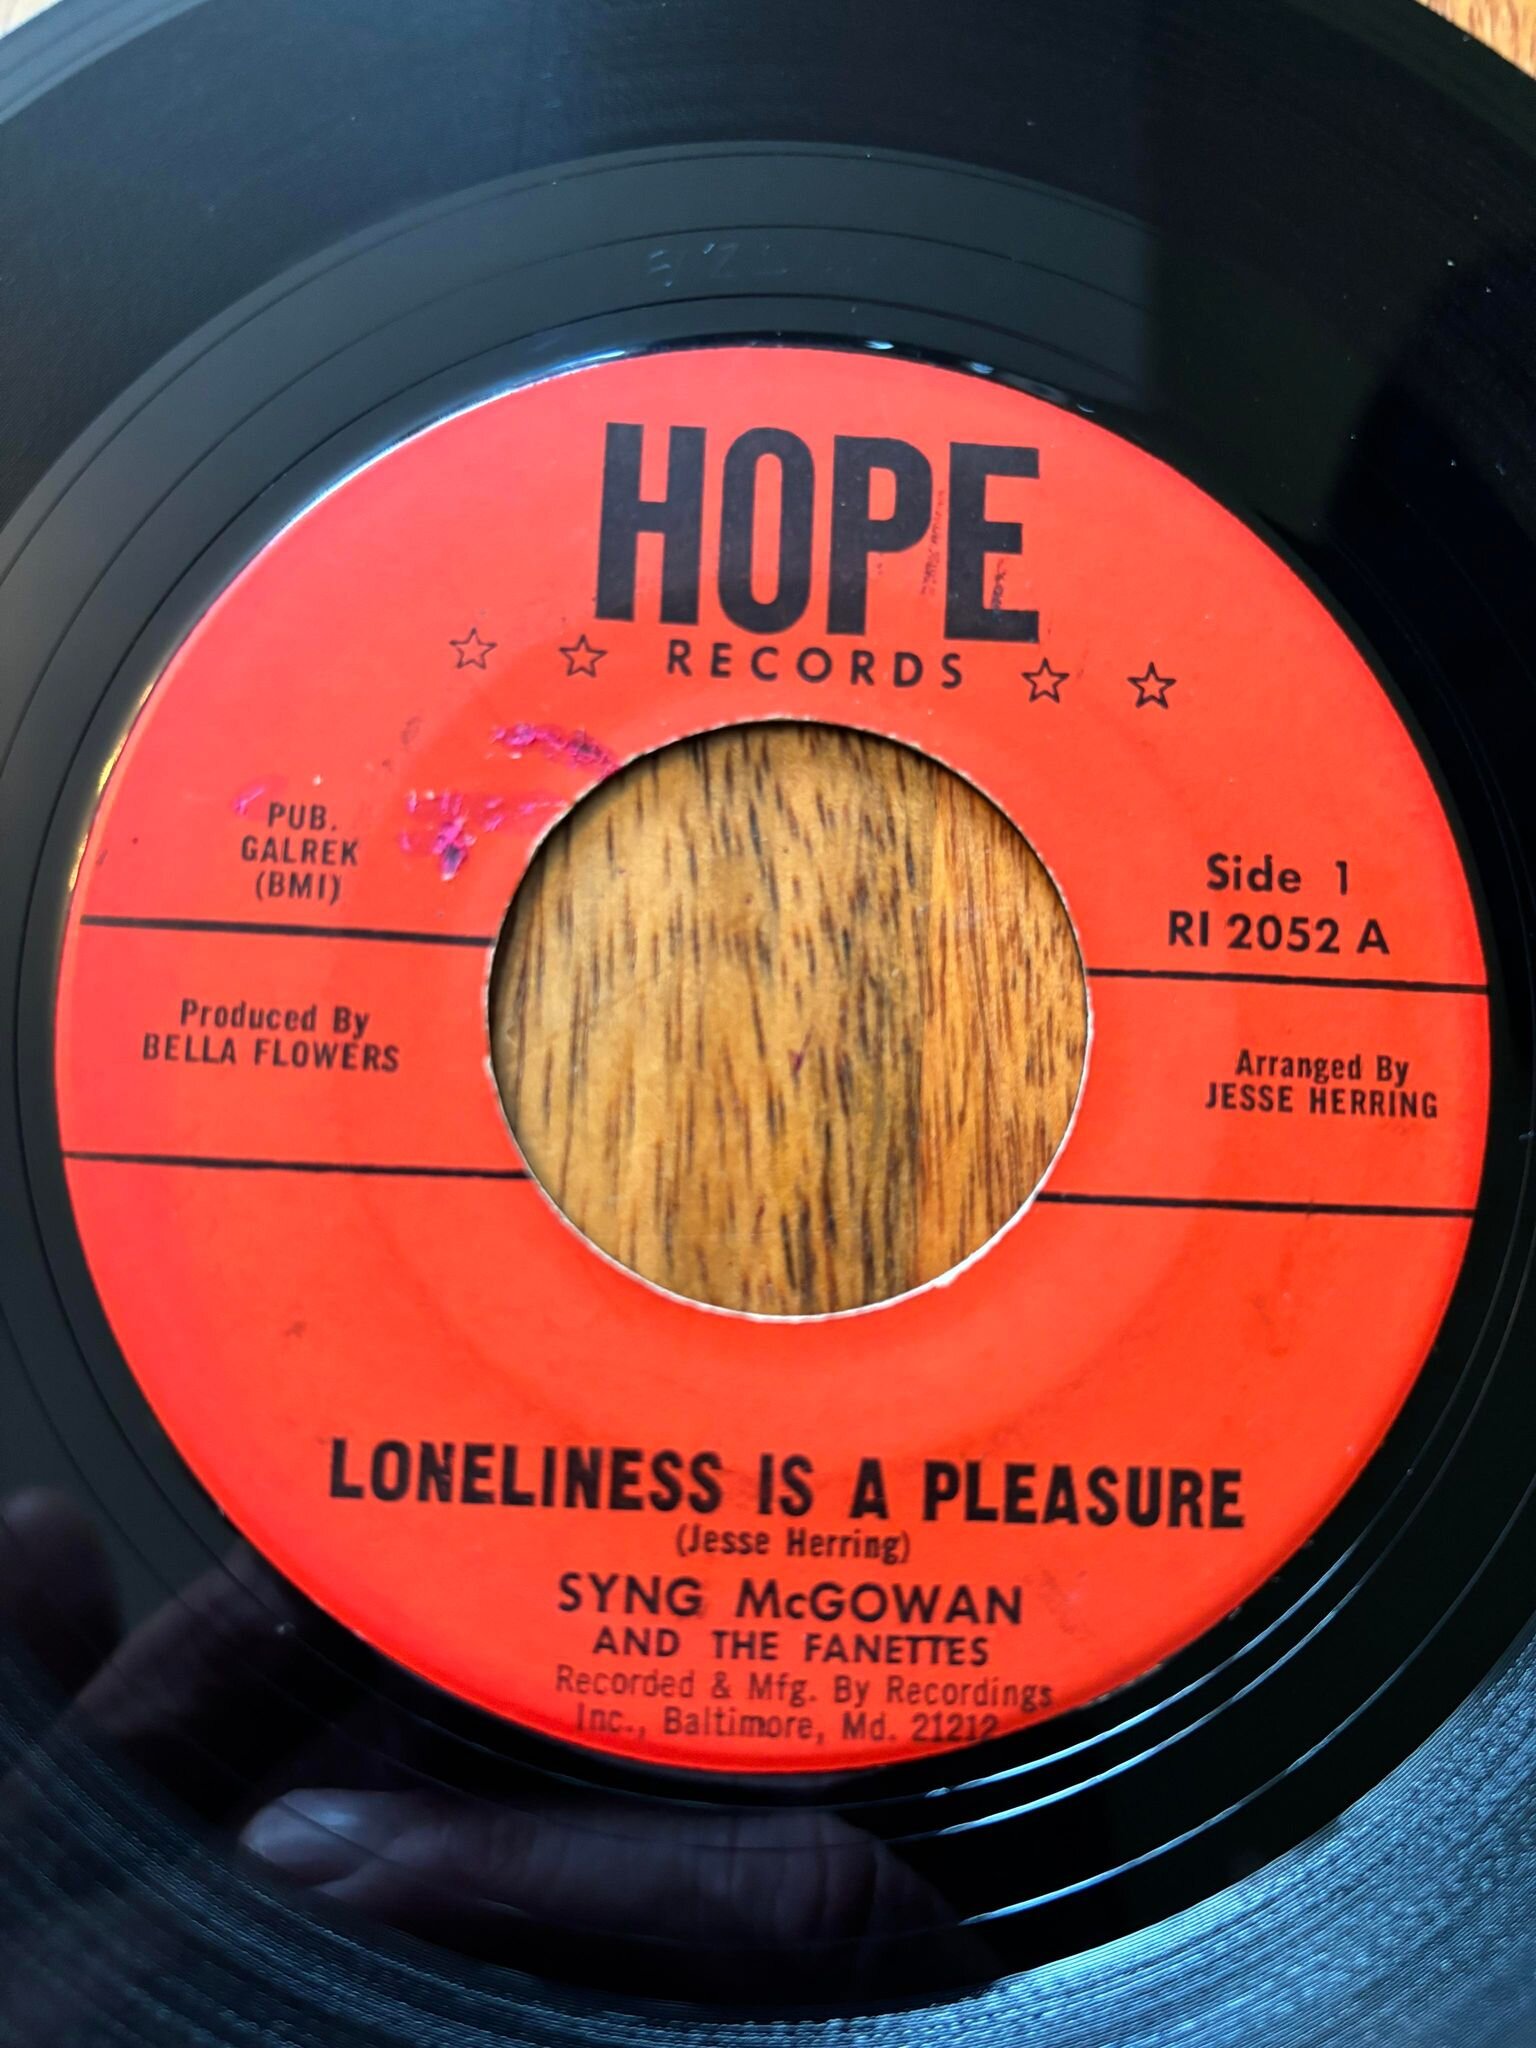 HOPE
RECORDS
PUB.
GALREK
(BMI)
Side 1
RI 2052 A
Produced By
BELLA FLOWERS
Arranged By
JESSE HERRING
LONELINESS IS A PLEASURE
(Jesse Herring)
SYNG McGOWAN
AND THE FANETTES
Recorded & Mfg. By Recordings
Inc., Baltimore, Md. 21212